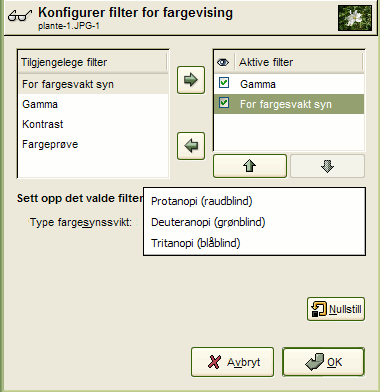 Konfigurer filter for fargevising
plante-1.JPG-1
Tilgjengelege filter
For fargesvakt syn
Gamma
Kontrast
Fargeprøve
Aktive filter
Gamma
For fargesvakt syn
Sett opp det valde filter
Type fargesynssvikt:
Protanopi (raudblind)
Deuteranopi (grønblind)
Tritanopi (blåblind)
Nullstill
Avbryt
OK